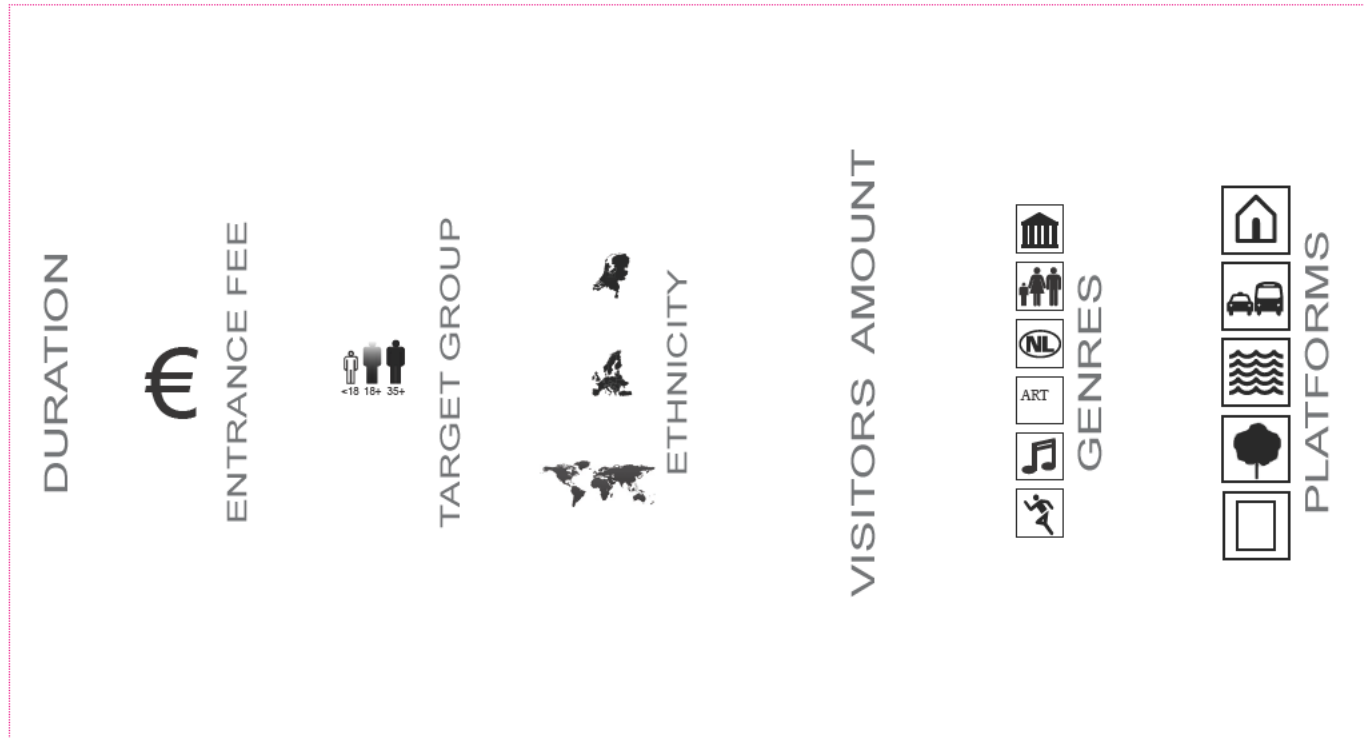 DURATION
€
ENTRANCE FEE
<18 18+ 35+
TARGET GROUP
ETHNICITY
VISITORS AMOUNT
NL
ART
GENRES
PLATFORMS